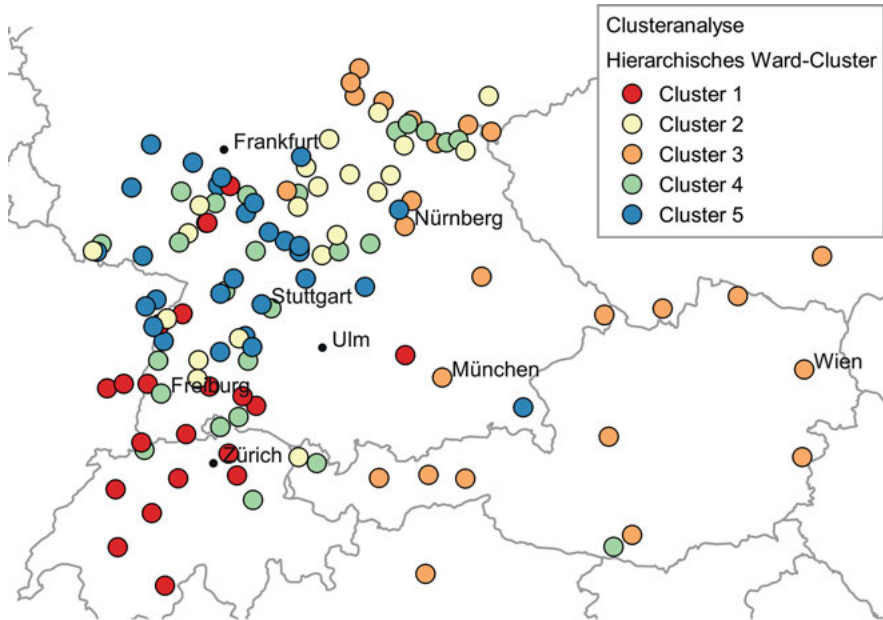 Clusteranalyse
Hierarchisches Ward-Cluster
Cluster 1
Cluster 2
Cluster 3
Cluster 4
Cluster 5
Frankfurt
Nürnberg
Stuttgart
Ulm
München
Wien
Freiburg
Zürich